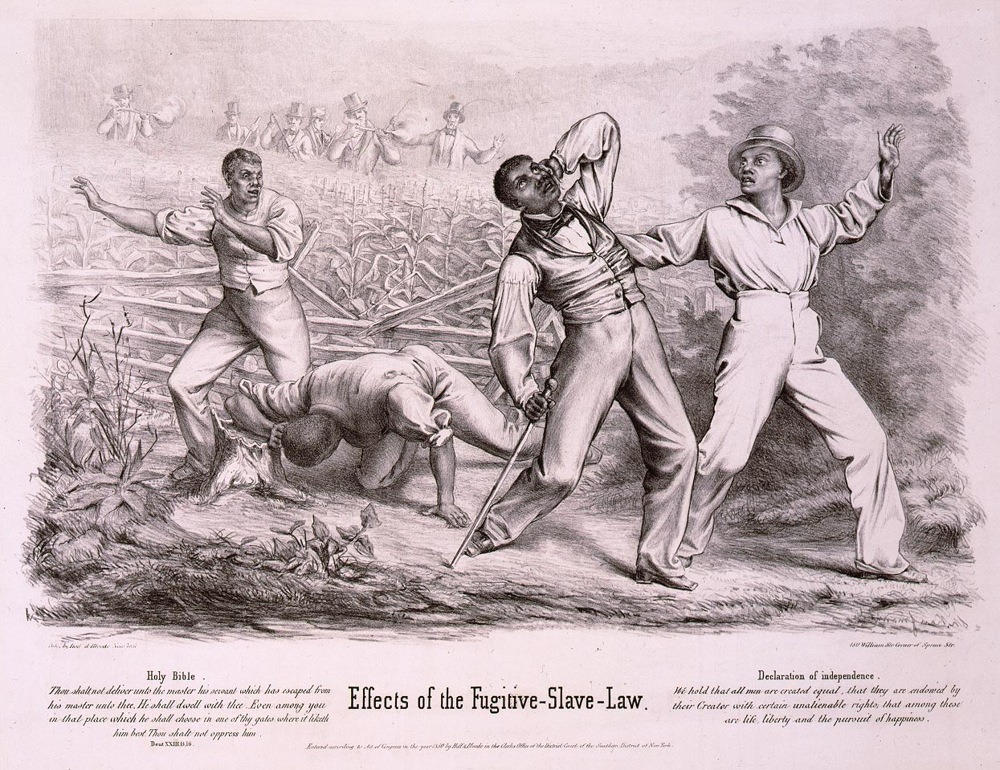 Publ. by Hoff & Bloede New York
180 William Str. Corner of Spruce Str.
Holy Bible .
Thou shalt not deliver unto the master his servant which has escaped from
his master unto thee. He shall dwell with thee. Even among you
in that place which he shall choose in one of thy gates where it liketh
him best. Thou shalt not oppress him .
Deut XXIII.15,16.
Effects of the Fugitive-Slave-Law.
Declaration of independence .
We hold that all men are created equal, that they are endowed by
their Creator with certain unalienable rights, that among these
are life, liberty and the pursuit of happiness .
Entered according to Act of Congress in the year 1850 by Hoff & Bloede in the Clerks Office of the District Court of the Southern District of New York.